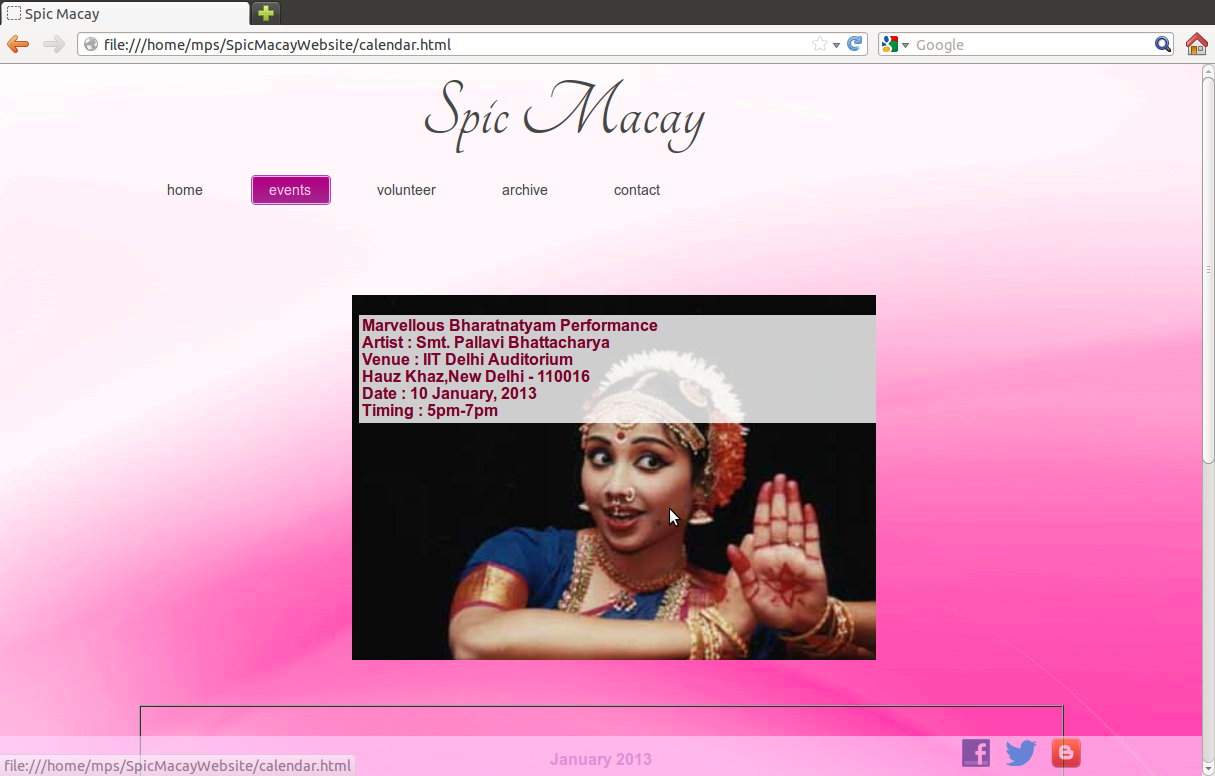 Spic Macay
file:///home/mps/SpicMacayWebsite/calendar.html
Google
Spic Macay
home
events
volunteer
archive
contact
Marvellous Bharatnatyam Performance
Artist : Smt. Pallavi Bhattacharya
Venue : IIT Delhi Auditorium
Hauz Khaz,New Delhi - 110016
Date : 10 January, 2013
Timing : 5pm-7pm
January 2013
file:///home/mps/SpicMacayWebsite/calendar.html